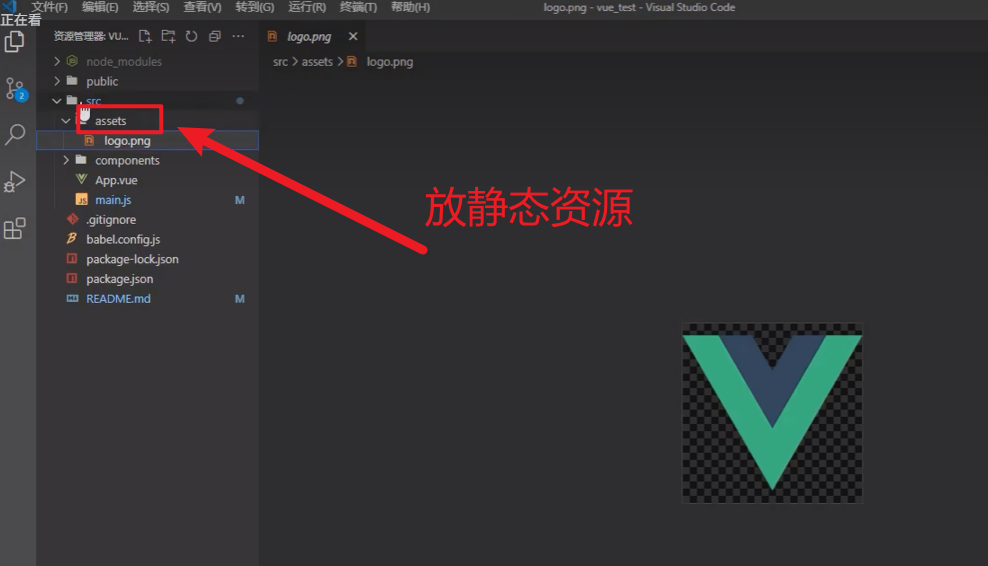 文件(F) 编辑(E) 选择(S) 查看(V) 转到(G) 运行(R) 终端(T) 帮助(H) logo.png - vue_test - Visual Studio Code
正在看
资源管理器: VU... logo.png
src > assets > logo.png
node_modules
public
src
assets
logo.png
components
App.vue
JS main.js M
.gitignore
babel.config.js
package-lock.json
package.json
README.md M
2
放静态资源